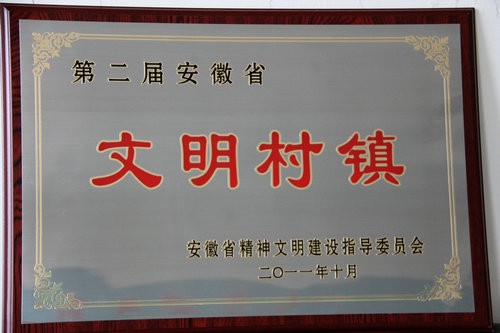 第二届安徽省
文明村镇
安徽省精神文明建设指导委员会
二〇一一年十月